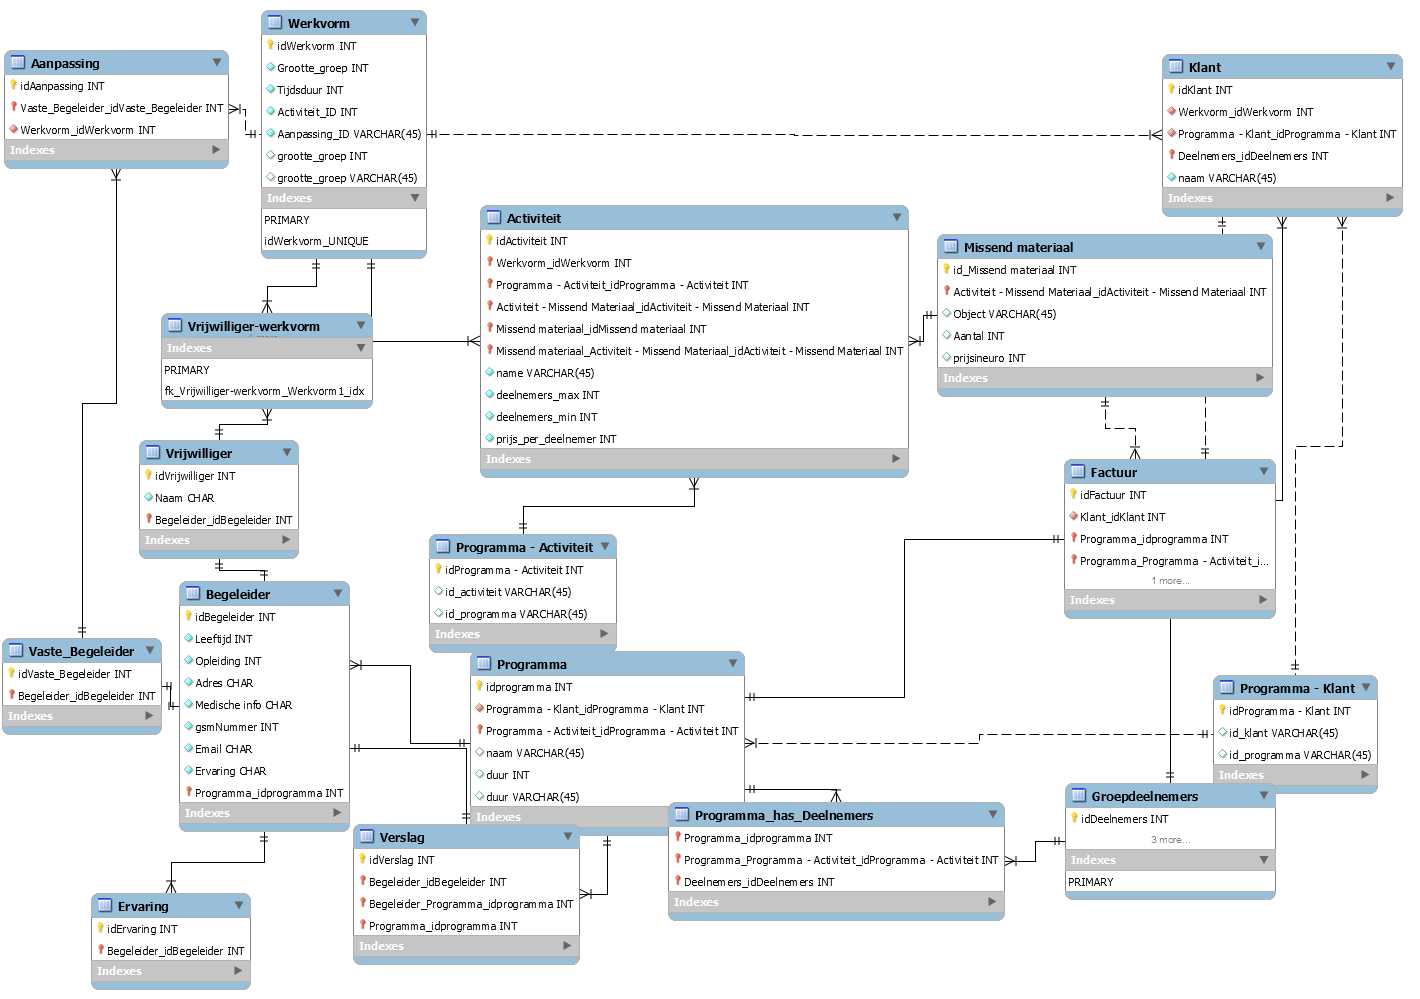 Werkvorm
idWerkvorm INT
Grootte_groep INT
Tijdsduur INT
Activiteit_ID INT
Aanpassing_ID VARCHAR(45)
grootte_groep INT
grootte_groep VARCHAR(45)
Indexes
PRIMARY
idWerkvorm_UNIQUE
Aanpassing
idAanpassing INT
Vaste_Begeleider_idVaste_Begeleider INT
Werkvorm_idWerkvorm INT
Indexes
Klant
idKlant INT
Werkvorm_idWerkvorm INT
Programma - Klant_idProgramma - Klant INT
Deelnemers_idDeelnemers INT
naam VARCHAR(45)
Indexes
Activiteit
idActiviteit INT
Werkvorm_idWerkvorm INT
Programma - Activiteit_idProgramma - Activiteit INT
Activiteit - Missend Materiaal_idActiviteit - Missend Materiaal INT
Missend materiaal_idMissend materiaal INT
Missend materiaal_Activiteit - Missend Materiaal_idActiviteit - Missend Materiaal INT
name VARCHAR(45)
deelnemers_max INT
deelnemers_min INT
prijs_per_deelnemer INT
Indexes
Missend materiaal
id_Missend materiaal INT
Activiteit - Missend Materiaal_idActiviteit - Missend Materiaal INT
Object VARCHAR(45)
Aantal INT
prijsineuro INT
Indexes
Vrijwilliger-werkvorm
Indexes
PRIMARY
fk_Vrijwilliger-werkvorm_Werkvorm1_idx
Vrijwilliger
idVrijwilliger INT
Naam CHAR
Begeleider_idBegeleider INT
Indexes
Factuur
idFactuur INT
Klant_idKlant INT
Programma_idprogramma INT
Programma_Programma - Activiteit_i...
1 more...
Indexes
Programma - Activiteit
idProgramma - Activiteit INT
id_activiteit VARCHAR(45)
id_programma VARCHAR(45)
Indexes
Begeleider
idBegeleider INT
Leeftijd INT
Opleiding INT
Adres CHAR
Medische info CHAR
gsmNummer INT
Email CHAR
Ervaring CHAR
Programma_idprogramma INT
Indexes
Vaste_Begeleider
idVaste_Begeleider INT
Begeleider_idBegeleider INT
Indexes
Programma
idprogramma INT
Programma - Klant_idProgramma - Klant INT
Programma - Activiteit_idProgramma - Activiteit INT
naam VARCHAR(45)
duur INT
duur VARCHAR(45)
Indexes
Programma - Klant
idProgramma - Klant INT
id_klant VARCHAR(45)
id_programma VARCHAR(45)
Indexes
Groepdeelnemers
idDeelnemers INT
3 more...
Indexes
PRIMARY
Programma_has_Deelnemers
Programma_idprogramma INT
Programma_Programma - Activiteit_idProgramma - Activiteit INT
Deelnemers_idDeelnemers INT
Indexes
Verslag
idVerslag INT
Begeleider_idBegeleider INT
Begeleider_Programma_idprogramma INT
Programma_idprogramma INT
Indexes
Ervaring
idErvaring INT
Begeleider_idBegeleider INT
Indexes